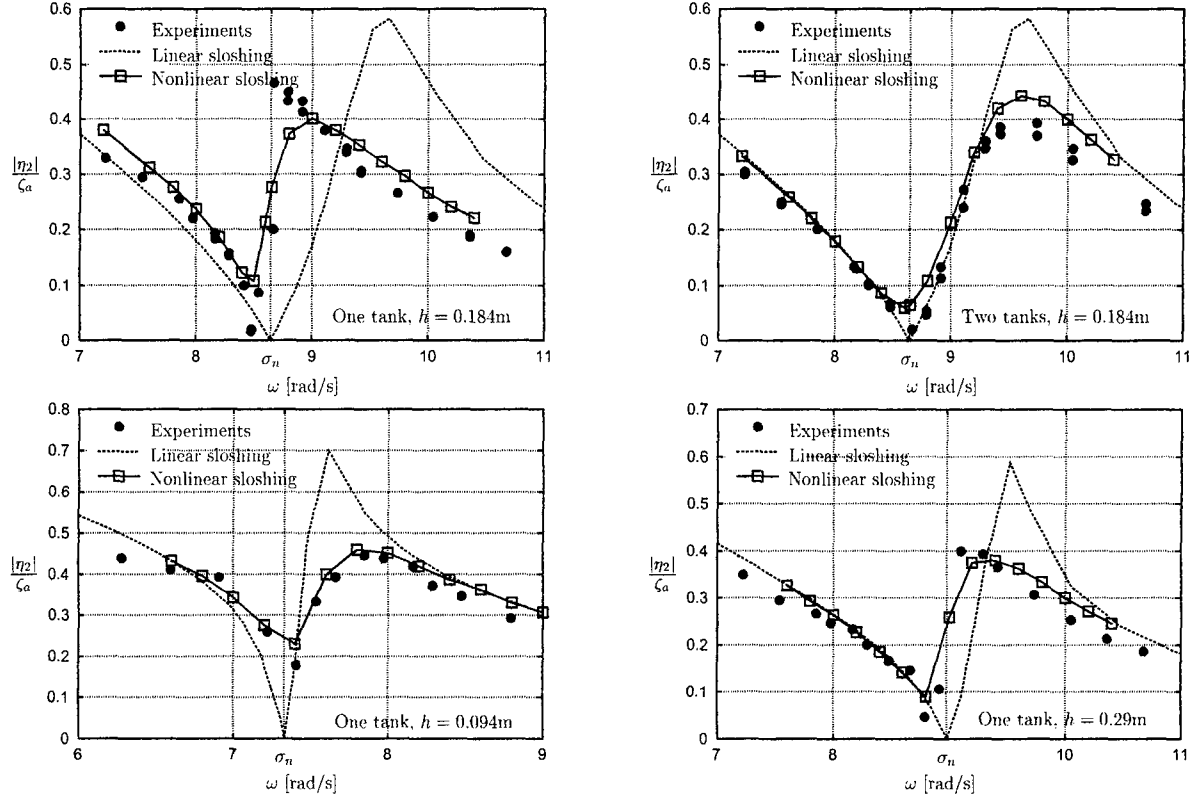 0.6
0.5
0.4
0.3
0.2
0.1
0
|η₂|
ζₐ
Experiments
Linear sloshing
Nonlinear sloshing
One tank, h = 0.184m
7 8 9 10 11
σₙ
ω [rad/s]
0.6
0.5
0.4
0.3
0.2
0.1
0
|η₂|
ζₐ
Experiments
Linear sloshing
Nonlinear sloshing
Two tanks, h = 0.184m
7 8 9 10 11
σₙ
ω [rad/s]
0.8
0.7
0.6
0.5
0.4
0.3
0.2
0.1
0
|η₂|
ζₐ
Experiments
Linear sloshing
Nonlinear sloshing
One tank, h = 0.094m
6 7 8 9
σₙ
ω [rad/s]
0.8
0.7
0.6
0.5
0.4
0.3
0.2
0.1
0
|η₂|
ζₐ
Experiments
Linear sloshing
Nonlinear sloshing
One tank, h = 0.29m
7 8 9 10 11
σₙ
ω [rad/s]